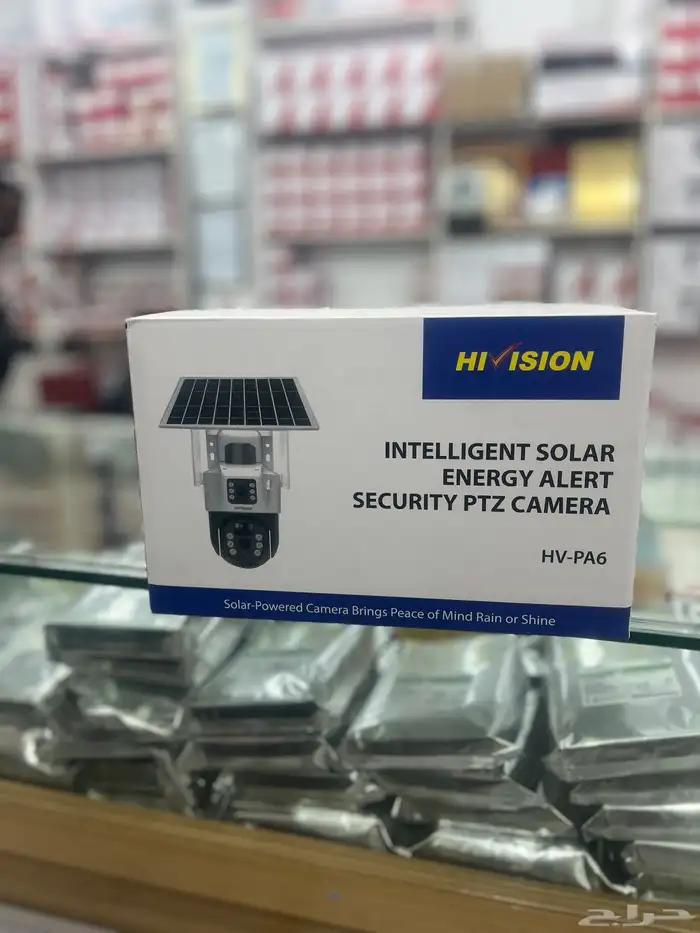 HIVISION
INTELLIGENT SOLAR
ENERGY ALERT
SECURITY PTZ CAMERA
HV-PA6
Solar-Powered Camera Brings Peace of Mind Rain or Shine
حراج